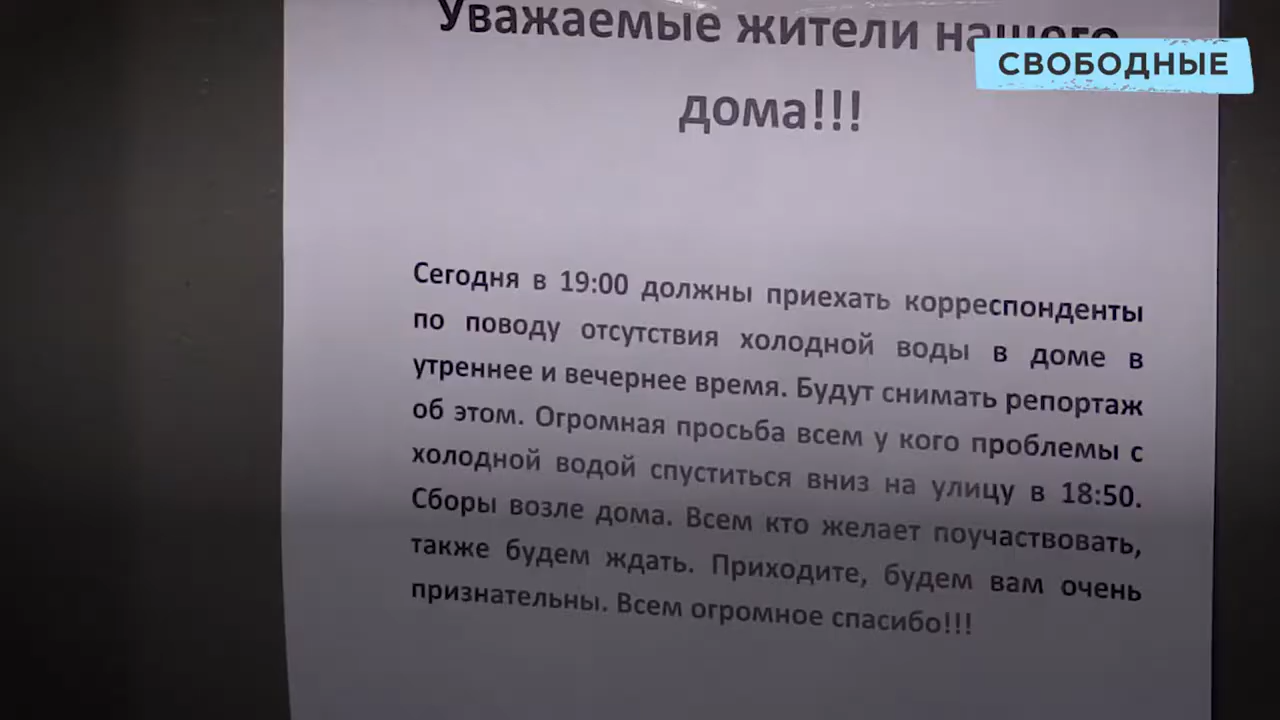 Уважаемые жители нашего
СВОБОДНЫЕ
дома!!!
Сегодня в 19:00 должны приехать корреспонденты
по поводу отсутствия холодной воды в доме в
утреннее и вечернее время. Будут снимать репортаж
об этом. Огромная просьба всем у кого проблемы с
холодной водой спуститься вниз на улицу в 18:50.
Сборы возле дома. Всем кто желает поучаствовать,
также будем ждать. Приходите, будем вам очень
признательны. Всем огромное спасибо!!!